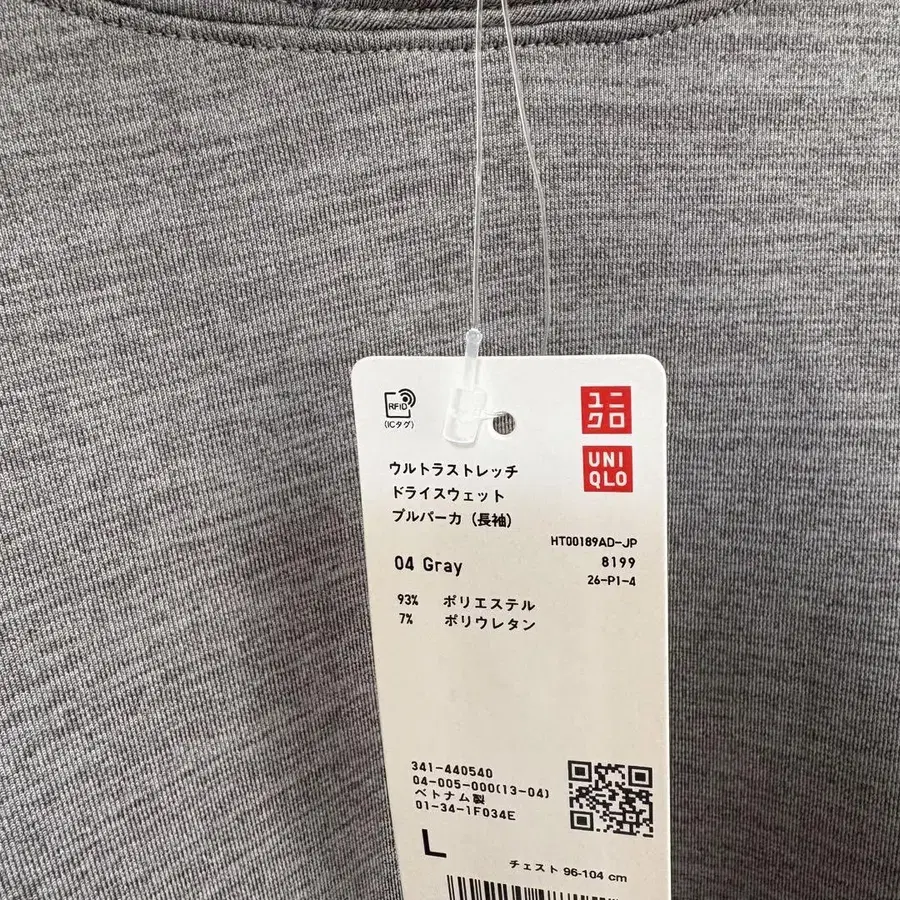 RFID
(ICタグ)
ユニ
クロ
UNI
QLO
ウルトラストレッチ
ドライスウェット
プルパーカ（長袖）
HT00189AD-JP
04 Gray
8199
26-P1-4
93% ポリエステル
7% ポリウレタン
341-440540
04-005-000(13-04)
ベトナム製
01-34-1F034E
L
チェスト 96-104 cm